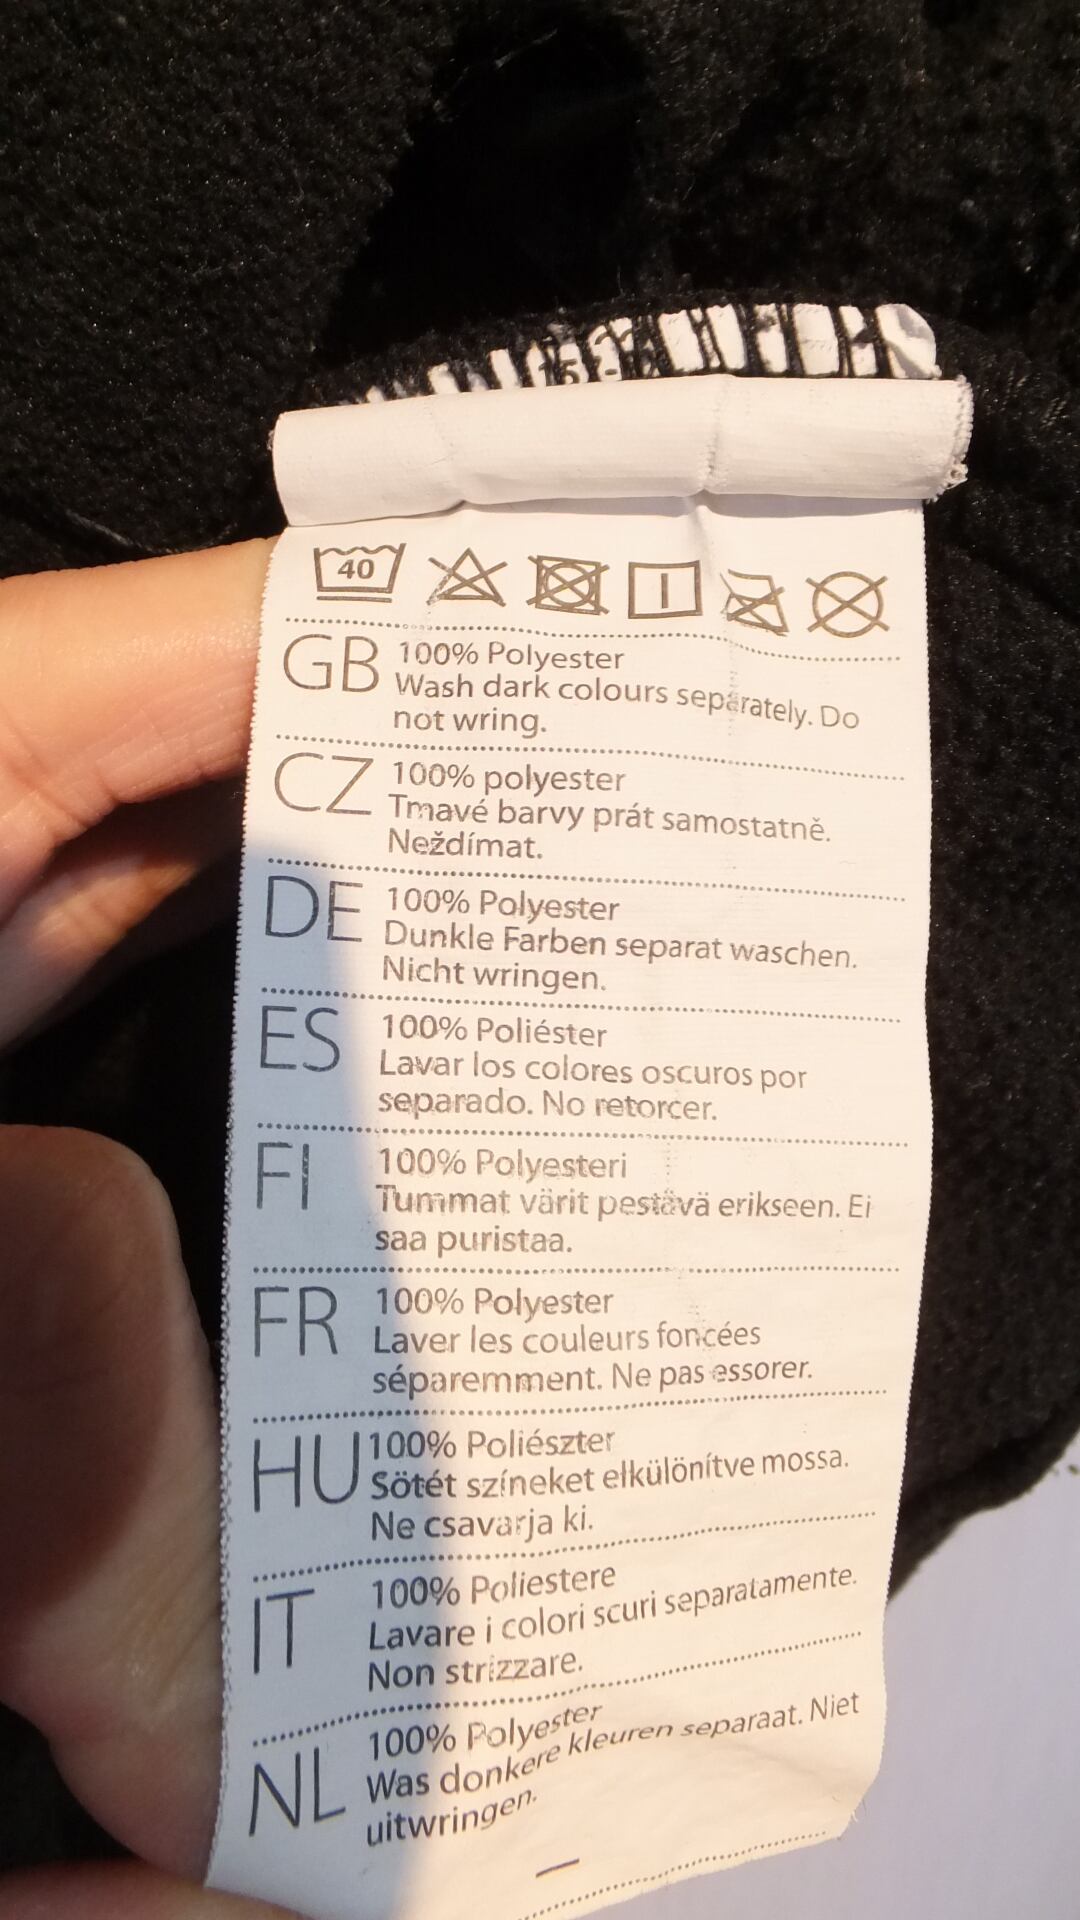 40
GB 100% Polyester
Wash dark colours separately. Do
not wring.
CZ 100% polyester
Tmavé barvy prát samostatně.
Neždímat.
DE 100% Polyester
Dunkle Farben separat waschen.
Nicht wringen.
ES 100% Poliéster
Lavar los colores oscuros por
separado. No retorcer.
FI 100% Polyesteri
Tummat värit pestävä erikseen. Ei
saa puristaa.
FR 100% Polyester
Laver les couleurs foncées
séparemment. Ne pas essorer.
HU 100% Poliészter
Sötét színeket elkülönítve mossa.
Ne csavarja ki.
IT 100% Poliestere
Lavare i colori scuri separatamente.
Non strizzare.
NL 100% Polyester
Was donkere kleuren separaat. Niet
uitwringen.